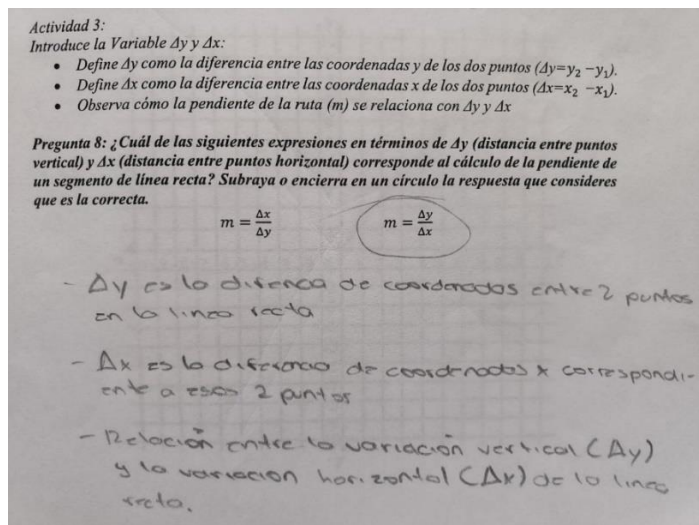 Actividad 3:
Introduce la Variable Δy y Δx:
• Define Δy como la diferencia entre las coordenadas y de los dos puntos (Δy=y₂ −y₁).
• Define Δx como la diferencia entre las coordenadas x de los dos puntos (Δx=x₂ −x₁).
• Observa cómo la pendiente de la ruta (m) se relaciona con Δy y Δx
Pregunta 8: ¿Cuál de las siguientes expresiones en términos de Δy (distancia entre puntos
vertical) y Δx (distancia entre puntos horizontal) corresponde al cálculo de la pendiente de
un segmento de línea recta? Subraya o encierra en un círculo la respuesta que consideres
que es la correcta.
m = Δx/Δy m = Δy/Δx
- Δy es la difencia de coordenadas entre 2 puntos
en la linea recta
- Δx es la diferencia de coordenadas x correspondi-
ente a esos 2 puntos
- Relación entre la variación vertical (Δy)
y la variacion horizontal (Δx) de la linea
recta.